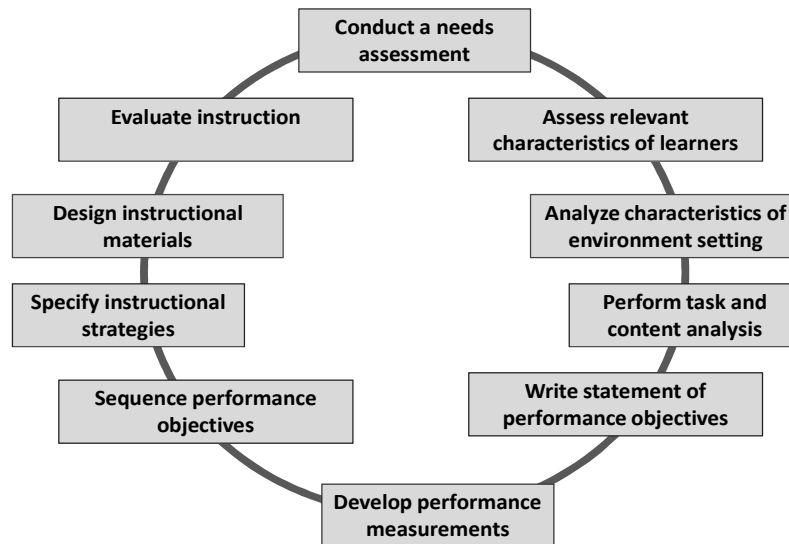 Conduct a needs
assessment
Assess relevant
characteristics of learners
Analyze characteristics of
environment setting
Perform task and
content analysis
Write statement of
performance objectives
Develop performance
measurements
Sequence performance
objectives
Specify instructional
strategies
Design instructional
materials
Evaluate instruction